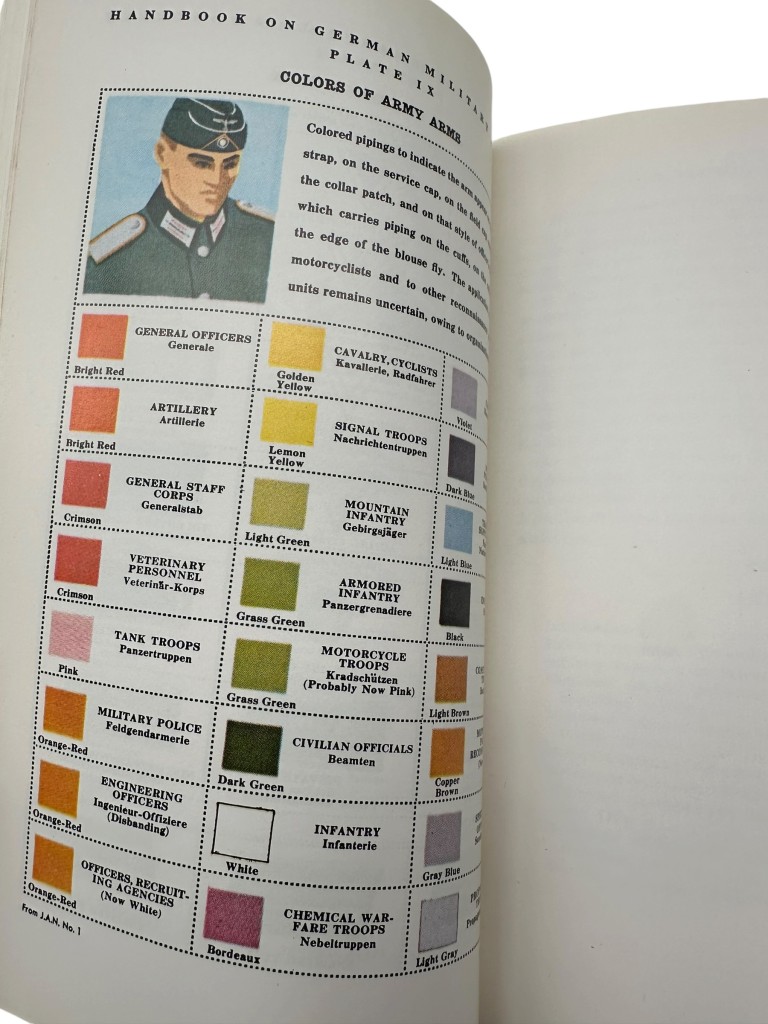 HANDBOOK ON GERMAN MILITARY
PLATE IX
COLORS OF ARMY ARMS
Colored pipings to indicate the arm appear
strap, on the service cap, on the field
the collar patch, and on that style of
which carries piping on the cuffs, on the
the edge of the blouse fly. The
motorcyclists and to other
units remains uncertain, owing to
GENERAL OFFICERS
Generale
Bright Red
ARTILLERY
Artillerie
Bright Red
GENERAL STAFF
CORPS
Generalstab
Crimson
VETERINARY
PERSONNEL
Veterinär-Korps
Crimson
TANK TROOPS
Panzertruppen
Pink
MILITARY POLICE
Feldgendarmerie
Orange-Red
ENGINEERING
OFFICERS
Ingenieur-Offiziere
(Disbanding)
Orange-Red
OFFICERS, RECRUIT-
ING AGENCIES
(Now White)
Orange-Red
From J.A.N. No. 1
CAVALRY, CYCLISTS
Kavallerie, Radfahrer
Golden
Yellow
SIGNAL TROOPS
Nachrichtentruppen
Lemon
Yellow
MOUNTAIN
INFANTRY
Gebirgsjäger
Light Green
ARMORED
INFANTRY
Panzergrenadiere
Grass Green
MOTORCYCLE
TROOPS
Kradschützen
(Probably Now Pink)
Grass Green
CIVILIAN OFFICIALS
Beamten
Dark Green
INFANTRY
Infanterie
White
CHEMICAL WAR-
FARE TROOPS
Nebeltruppen
Bordeaux
Violet
Dark Blue
Light Blue
Black
Light Brown
Copper
Brown
Gray Blue
Light Gray